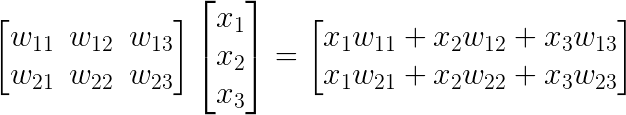 [w₁₁ w₁₂ w₁₃; w₂₁ w₂₂ w₂₃] [x₁; x₂; x₃] = [x₁w₁₁ + x₂w₁₂ + x₃w₁₃; x₁w₂₁ + x₂w₂₂ + x₃w₂₃]